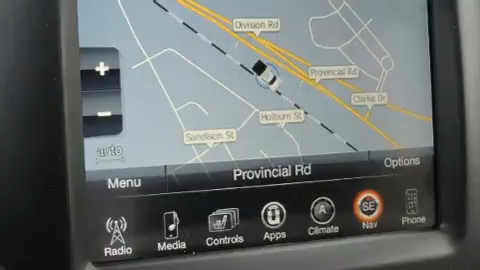 Division Rd
Provincial Rd
Clarke Dr
Holburn St
Sandison St
auto
Menu
Provincial Rd
Options
Radio
Media
Controls
Apps
Climate
Nav
Phone
A
SE